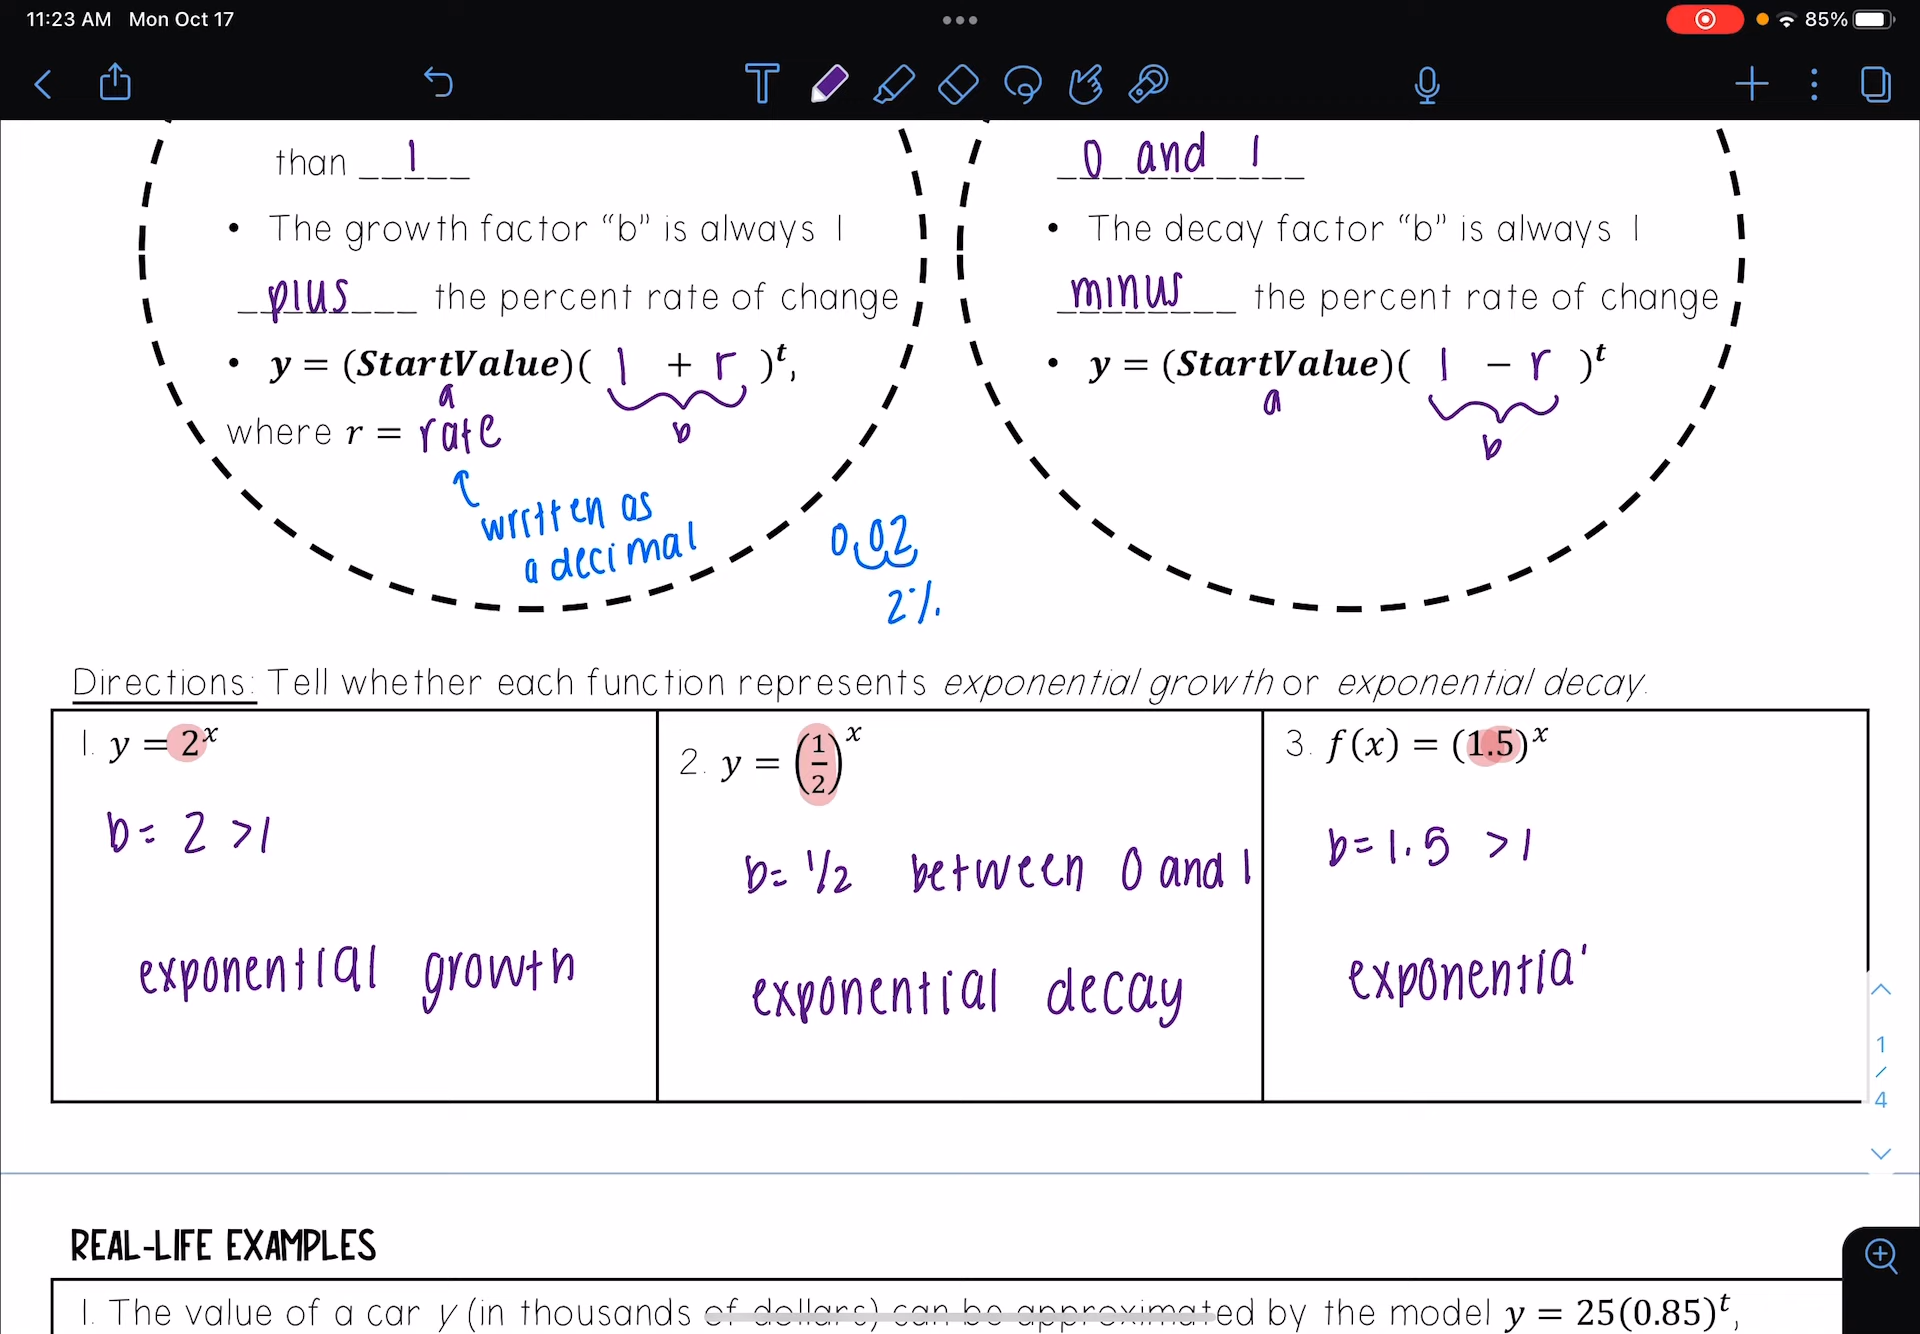 11:23 AM Mon Oct 17
85%
than 1
• The growth factor “b” is always 1
plus the percent rate of change
• y = (StartValue)( 1 + r )^t,
a
b
where r = rate
written as
a decimal
0 and 1
• The decay factor “b” is always 1
minus the percent rate of change
• y = (StartValue)( 1 − r )^t
a
b
0.02
2%
Directions: Tell whether each function represents exponential growth or exponential decay.
1. y = 2^x
b = 2 > 1
exponential growth
2. y = (1/2)^x
b = 1/2 between 0 and 1
exponential decay
3. f(x) = (1.5)^x
b = 1.5 > 1
exponentia
1
/
4
REAL-LIFE EXAMPLES
1. The value of a car y (in thousands of dollars) can be approximated by the model y = 25(0.85)^t,